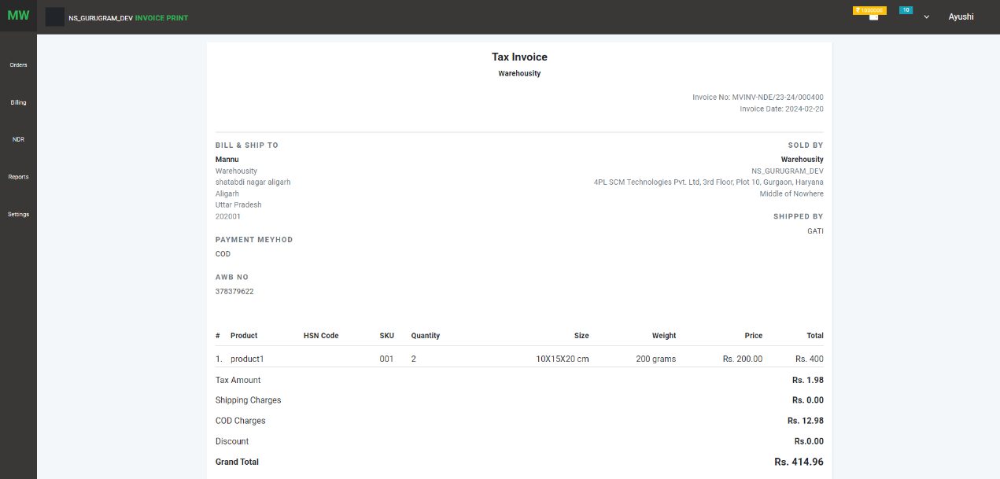 MW
NS_GURUGRAM_DEV INVOICE PRINT
₹ 1000000
10
Ayushi
Orders
Billing
NDR
Reports
Settings
Tax Invoice
Warehousity
Invoice No: MVINV-NDE/23-24/000400
Invoice Date: 2024-02-20
BILL & SHIP TO
Mannu
Warehousity
shatabdi nagar aligarh
Aligarh
Uttar Pradesh
202001
SOLD BY
Warehousity
NS_GURUGRAM_DEV
4PL SCM Technologies Pvt. Ltd, 3rd Floor, Plot 10, Gurgaon, Haryana
Middle of Nowhere
SHIPPED BY
GATI
PAYMENT MEYHOD
COD
AWB NO
378379622
# Product HSN Code SKU Quantity Size Weight Price Total
1. product1 001 2 10X15X20 cm 200 grams Rs. 200.00 Rs. 400
Tax Amount Rs. 1.98
Shipping Charges Rs. 0.00
COD Charges Rs. 12.98
Discount Rs.0.00
Grand Total Rs. 414.96